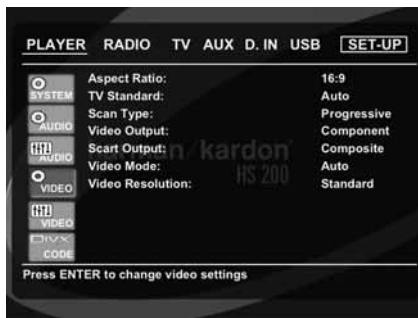 PLAYER RADIO TV AUX D. IN USB SET-UP
SYSTEM
AUDIO
AUDIO
VIDEO
VIDEO
DIVX
CODE
Aspect Ratio: 16:9
TV Standard: Auto
Scan Type: Progressive
Video Output: Component
Scart Output: Composite
Video Mode: Auto
Video Resolution: Standard
harman/kardon
HS 200
Press ENTER to change video settings